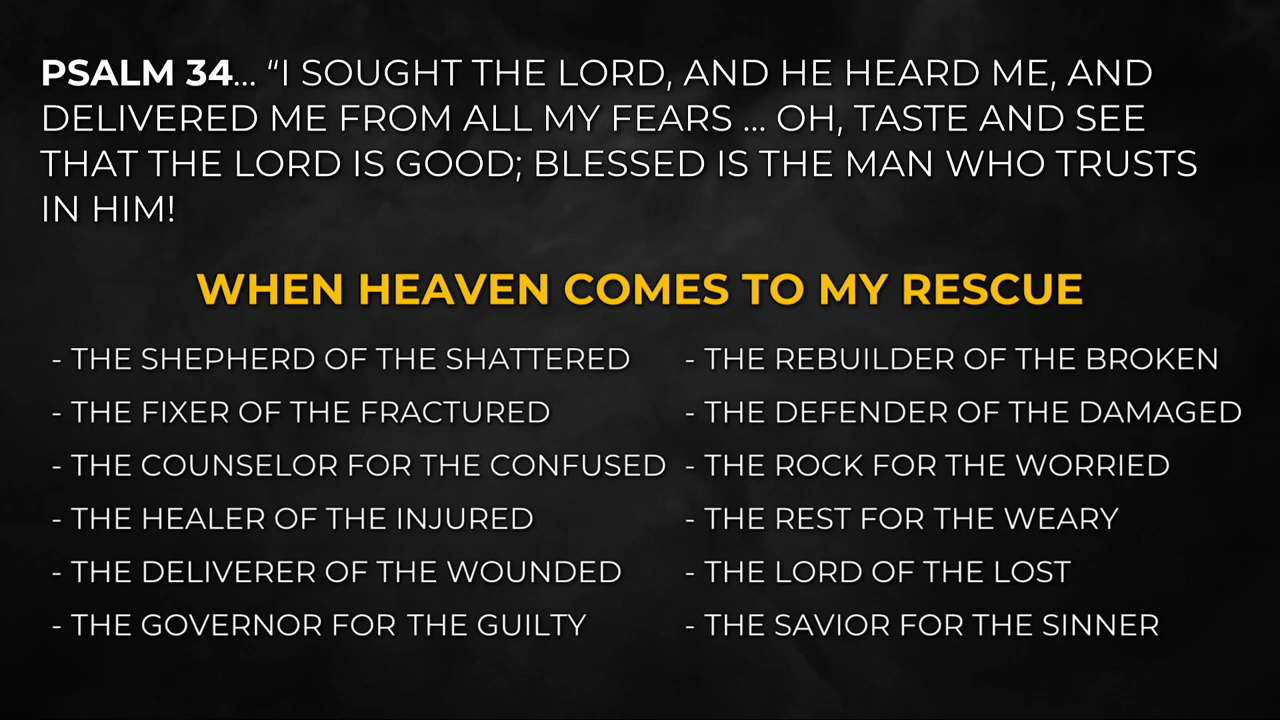 PSALM 34... “I SOUGHT THE LORD, AND HE HEARD ME, AND
DELIVERED ME FROM ALL MY FEARS ... OH, TASTE AND SEE
THAT THE LORD IS GOOD; BLESSED IS THE MAN WHO TRUSTS
IN HIM!
WHEN HEAVEN COMES TO MY RESCUE
- THE SHEPHERD OF THE SHATTERED
- THE FIXER OF THE FRACTURED
- THE COUNSELOR FOR THE CONFUSED
- THE HEALER OF THE INJURED
- THE DELIVERER OF THE WOUNDED
- THE GOVERNOR FOR THE GUILTY
- THE REBUILDER OF THE BROKEN
- THE DEFENDER OF THE DAMAGED
- THE ROCK FOR THE WORRIED
- THE REST FOR THE WEARY
- THE LORD OF THE LOST
- THE SAVIOR FOR THE SINNER